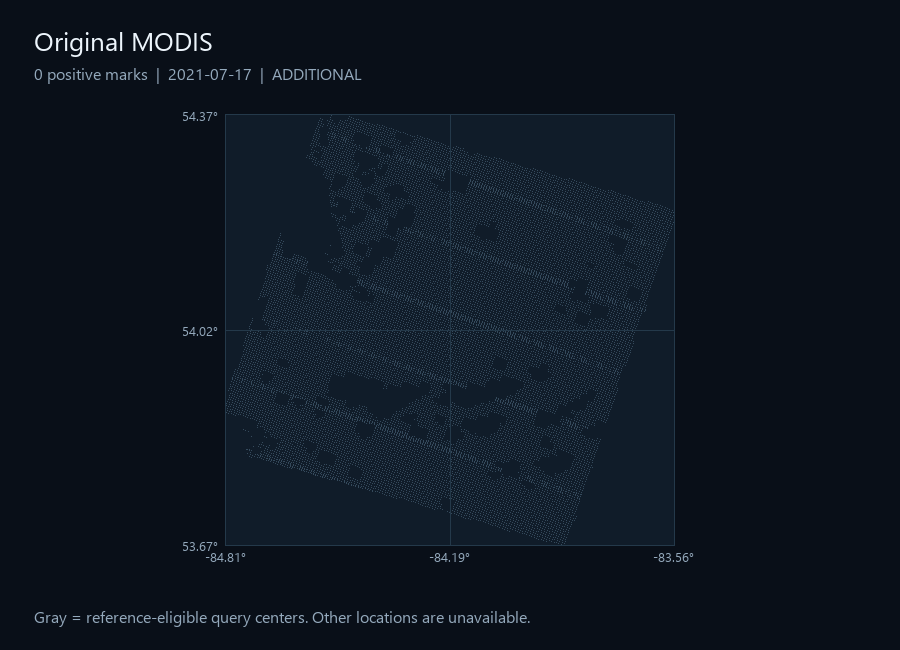 Original MODIS
0 positive marks | 2021-07-17 | ADDITIONAL
54.37°
54.02°
53.67°
-84.81°
-84.19°
-83.56°
Gray = reference-eligible query centers. Other locations are unavailable.